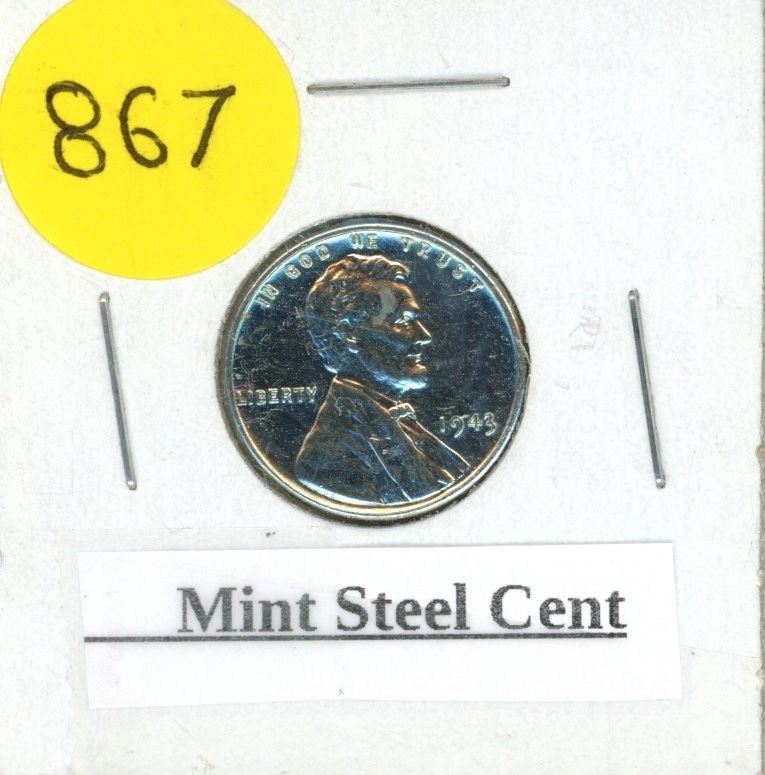 867
IN GOD WE TRUST
LIBERTY
1943
Mint Steel Cent